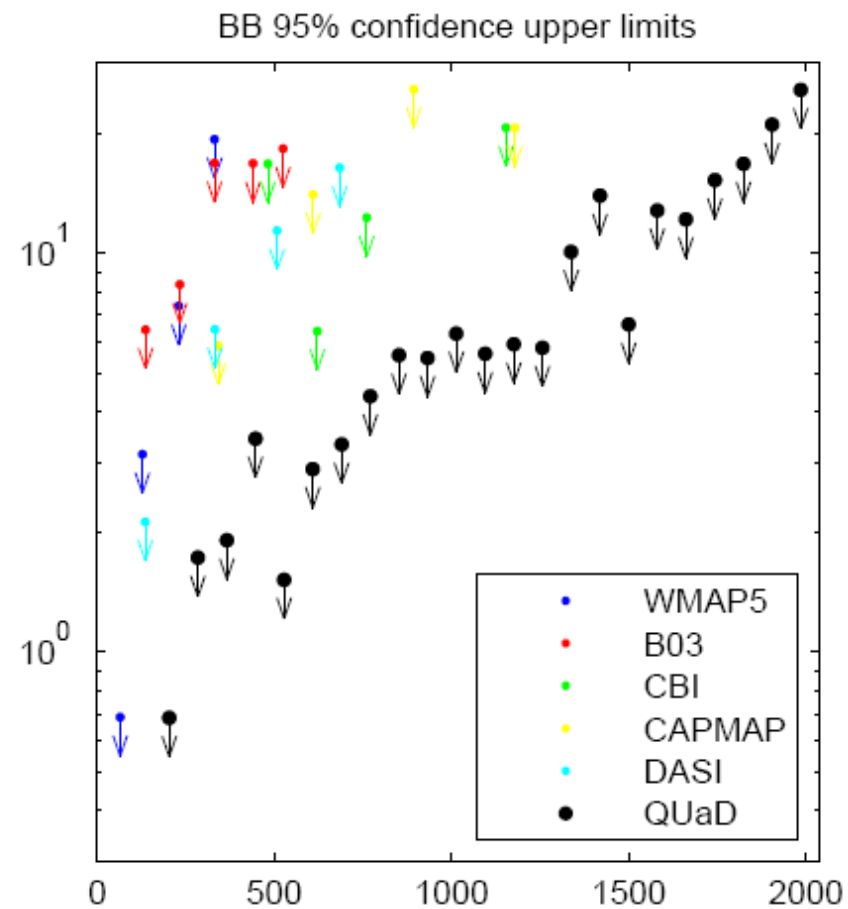 BB 95% confidence upper limits
10^1
10^0
WMAP5
B03
CBI
CAPMAP
DASI
QUaD
0 500 1000 1500 2000